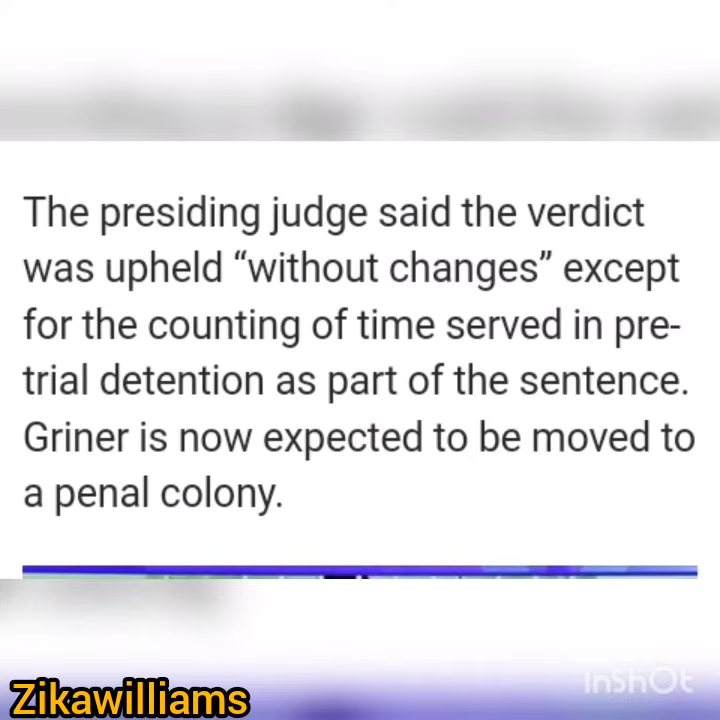 The presiding judge said the verdict
was upheld “without changes” except
for the counting of time served in pre-
trial detention as part of the sentence.
Griner is now expected to be moved to
a penal colony.
InShOt
Zikawilliams